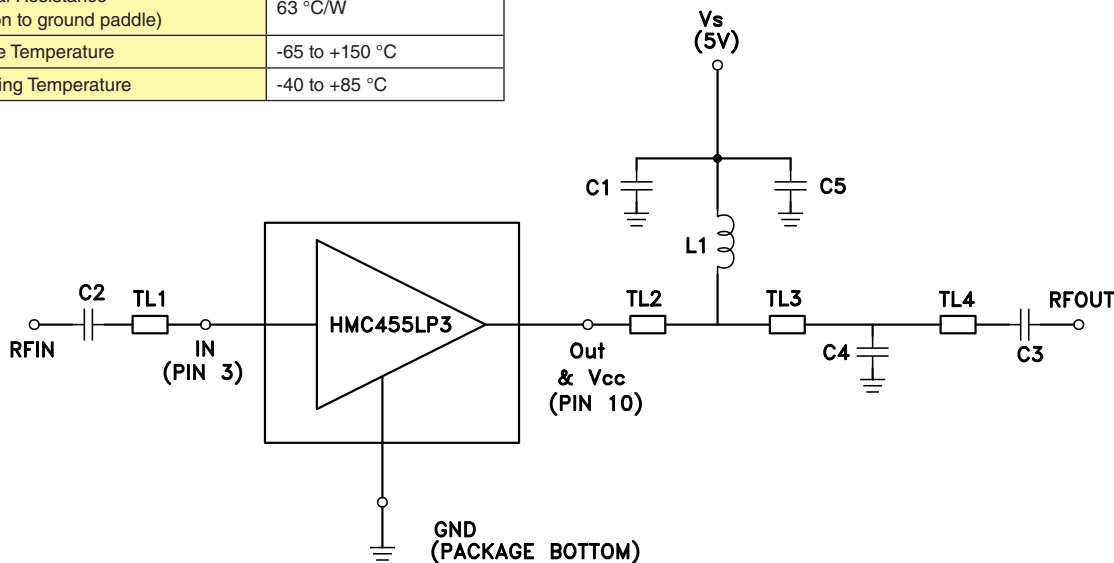 63 °C/W
n to ground paddle)
e Temperature -65 to +150 °C
ing Temperature -40 to +85 °C
Vs
(5V)
C1
C5
L1
C2
TL1
RFIN
IN
(PIN 3)
HMC455LP3
Out
& Vcc
(PIN 10)
TL2
TL3
C4
TL4
C3
RFOUT
GND
(PACKAGE BOTTOM)